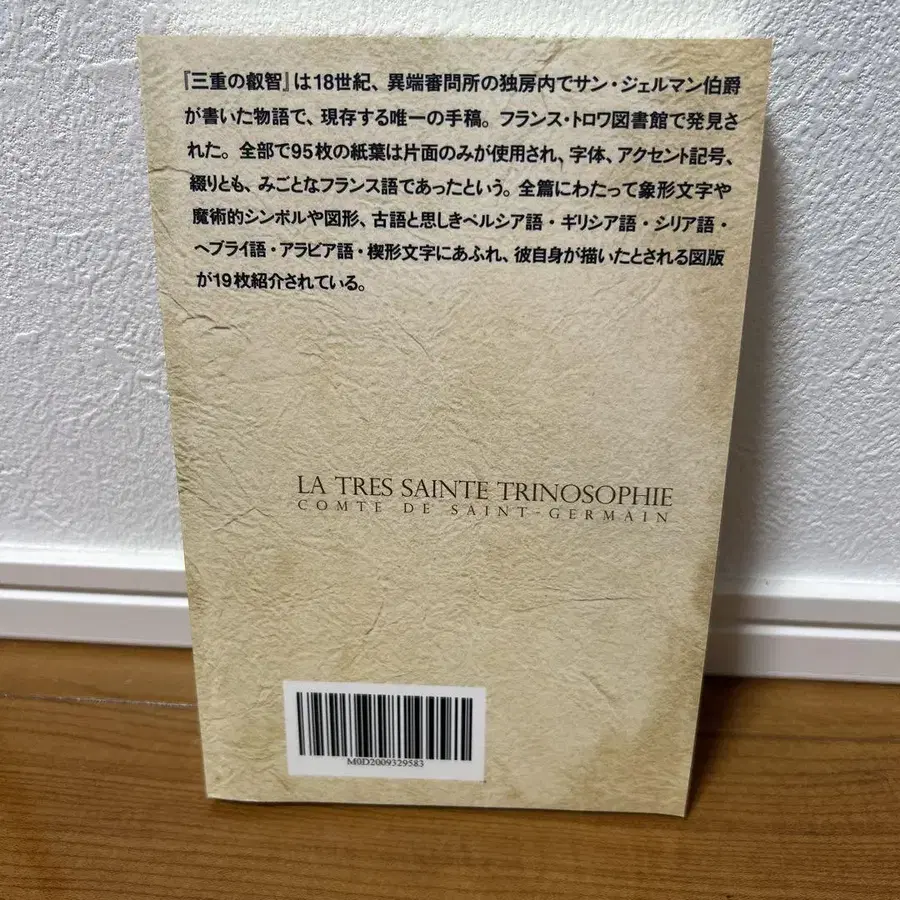 『三重の叡智』は18世紀、異端審問所の独房内でサン・ジェルマン伯爵
が書いた物語で、現存する唯一の手稿。フランス・トロワ図書館で発見さ
れた。全部で95枚の紙葉は片面のみが使用され、字体、アクセント記号、
綴りとも、みごとなフランス語であったという。全篇にわたって象形文字や
魔術的シンボルや図形、古語と思しきペルシア語・ギリシア語・シリア語・
ヘブライ語・アラビア語・楔形文字にあふれ、彼自身が描いたとされる図版
が19枚紹介されている。
LA TRES SAINTE TRINOSOPHIE
COMTE DE SAINT-GERMAIN
M0D2009329583